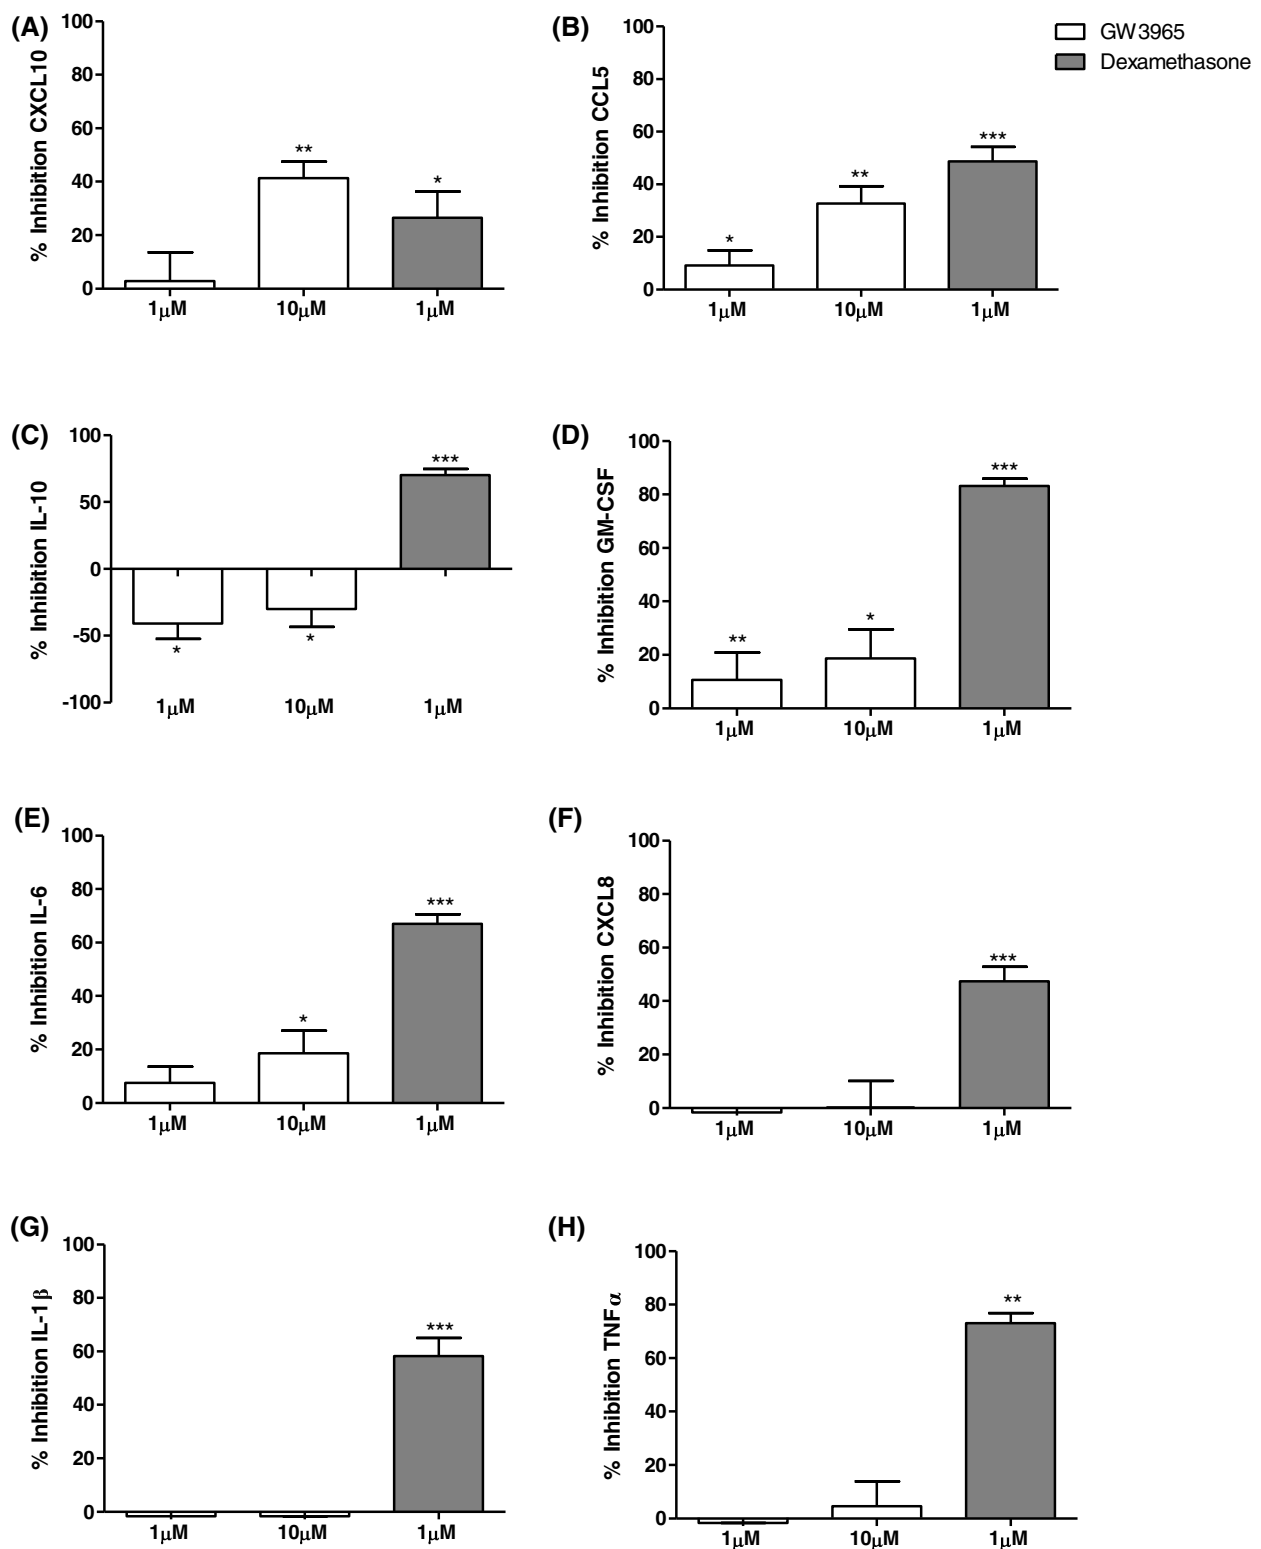 (A)
% Inhibition CXCL10
100
80
60
40
20
0
**
*
1μM
10μM
1μM
(B)
% Inhibition CCL5
100
80
60
40
20
0
*
**
***
1μM
10μM
1μM
GW3965
Dexamethasone
(C)
% Inhibition IL-10
100
50
0
-50
-100
*
*
***
1μM
10μM
1μM
(D)
% Inhibition GM-CSF
100
80
60
40
20
0
**
*
***
1μM
10μM
1μM
(E)
% Inhibition IL-6
100
80
60
40
20
0
*
***
1μM
10μM
1μM
(F)
% Inhibition CXCL8
100
80
60
40
20
0
***
1μM
10μM
1μM
(G)
% Inhibition IL-1β
100
80
60
40
20
0
***
1μM
10μM
1μM
(H)
% Inhibition TNFα
100
80
60
40
20
0
**
1μM
10μM
1μM